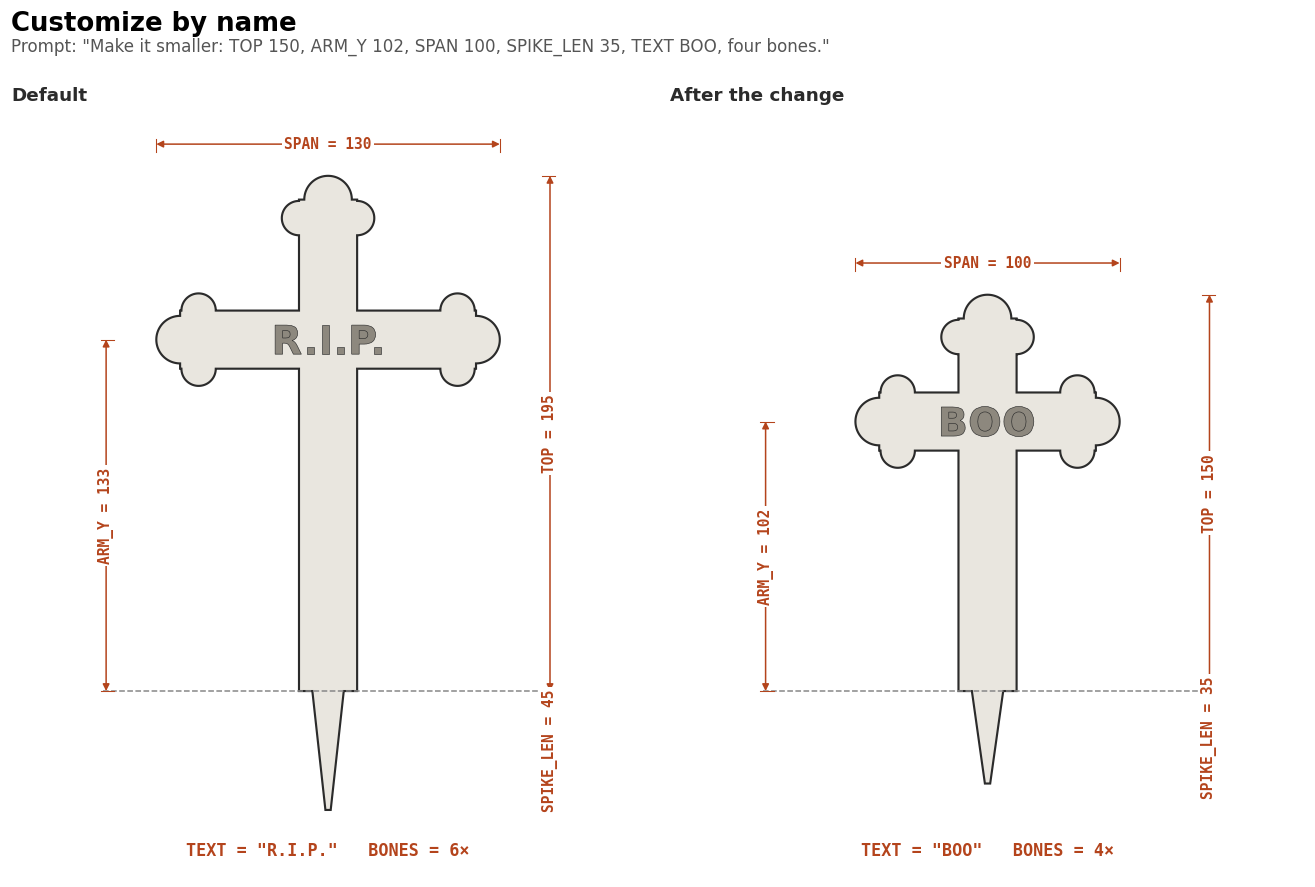 Customize by name
Prompt: "Make it smaller: TOP 150, ARM_Y 102, SPAN 100, SPIKE_LEN 35, TEXT BOO, four bones."
Default
SPAN = 130
R.I.P.
ARM_Y = 133
TOP = 195
SPIKE_LEN = 45
TEXT = "R.I.P." BONES = 6×
After the change
SPAN = 100
BOO
ARM_Y = 102
TOP = 150
SPIKE_LEN = 35
TEXT = "BOO" BONES = 4×